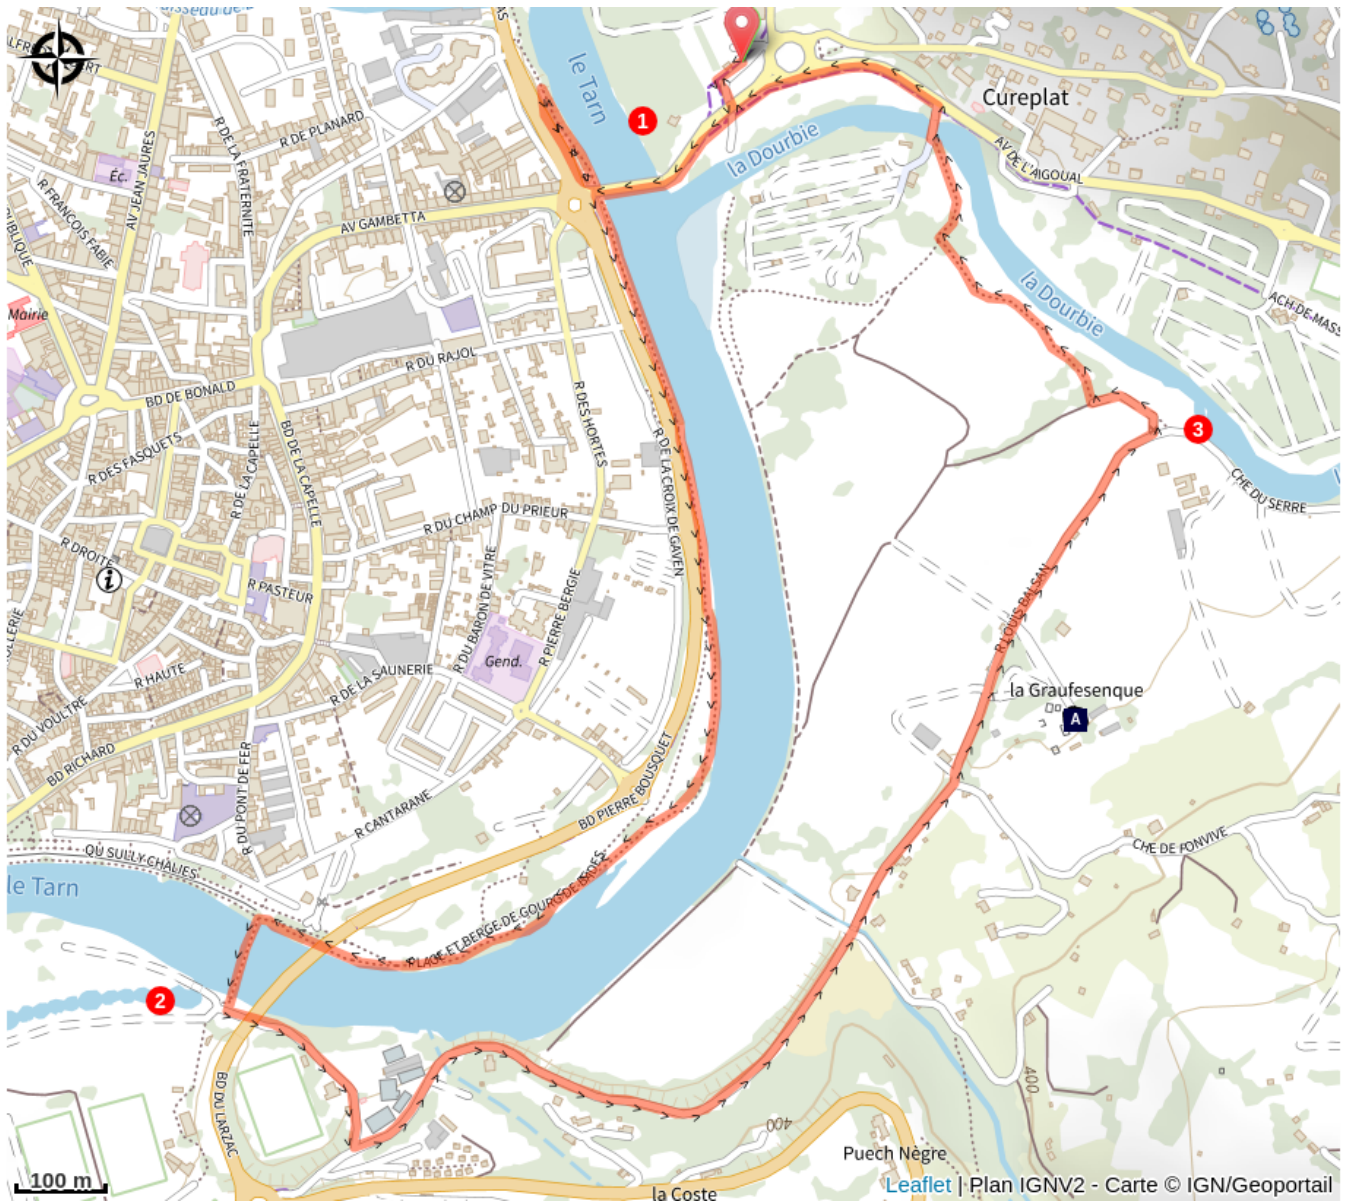 le Tarn
1
Cureplat
la Dourbie
AV DE L'AIGOUAL
R DE PLANARD
R DE LA FRATERNITE
AV JEAN JAURES
Éc.
R FRANCOIS FABIE
AV GAMBETTA
la Dourbie
ACH DE MASS
Mairie
R DU RAJOL
BD DE BONALD
R DES HORTES
R DES FASQUETS
R DE LA CAPELLE
BD DE LA CAPELLE
R DE LA CROIX DE GAVEN
3
CHE DU SERRE
R DU CHAMP DU PRIEUR
R DROITE
R PASTEUR
R DU BARON DE VITRE
R PIERRE BERGIE
R LOUIS BALSAN
Gend.
R HAUTE
R DE LA SAUNERIE
la Graufesenque
A
R DU VOULTRE
BD RICHARD
R DU PONT DE FER
R CANTARANE
BD PIERRE BOUSQUET
CHE DE FONVIVE
QU SULLY CHALIES
le Tarn
PLAGE ET BERGE DE GOURG DE BADES
2
BD DU LARZAC
400
400
Puech Nègre
100 m
la Coste
Leaflet | Plan IGNV2 - Carte © IGN/Geoportail